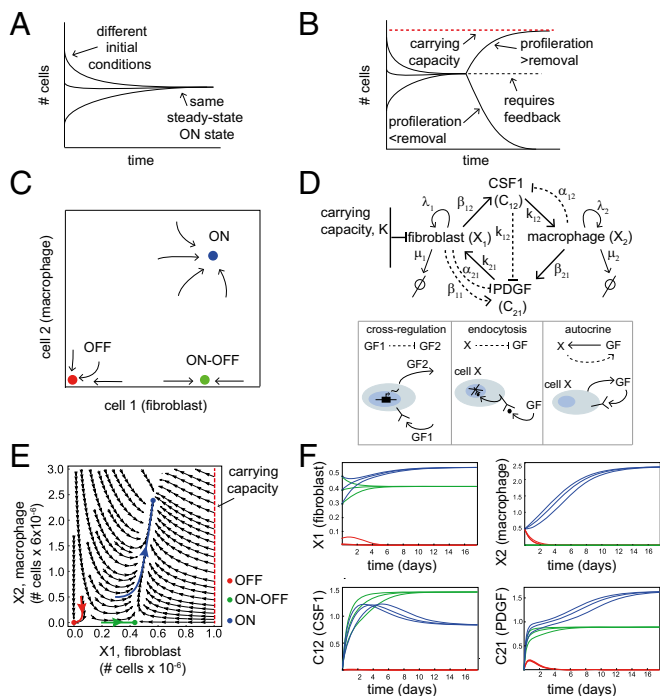 A
different
initial
conditions
same
steady-state
ON state
# cells
time
B
carrying
capacity
profileration
>removal
profileration
<removal
requires
feedback
# cells
time
C
ON
OFF
ON-OFF
cell 2 (macrophage)
cell 1 (fibroblast)
D
carrying
capacity, K
CSF1
(C12)
λ1
β12
k12
α12
λ2
fibroblast (X1)
k12
macrophage (X2)
μ1
α21
k21
β21
μ2
β11
PDGF
(C21)
cross-regulation
GF1 GF2
GF2
GF1
endocytosis
X GF
cell X
GF
autocrine
X GF
cell X
GF
E
carrying
capacity
3.0
2.5
2.0
1.5
1.0
0.5
0.0
0.0 0.2 0.4 0.6 0.8 1.0
X2, macrophage
(# cells x 6x10-6)
X1, fibroblast
(# cells x 10-6)
OFF
ON-OFF
ON
F
X1 (fibroblast)
0.5
0.4
0.3
0.2
0.1
0 2 4 6 8 10 12 14 16
time (days)
X2 (macrophage)
2.5
2.0
1.5
1.0
0.5
0 2 4 6 8 10 12 14 16
time (days)
C12 (CSF1)
1.5
1.0
0.5
0 2 4 6 8 10 12 14 16
time (days)
C21 (PDGF)
1.5
1.0
0.5
0 2 4 6 8 10 12 14 16
time (days)